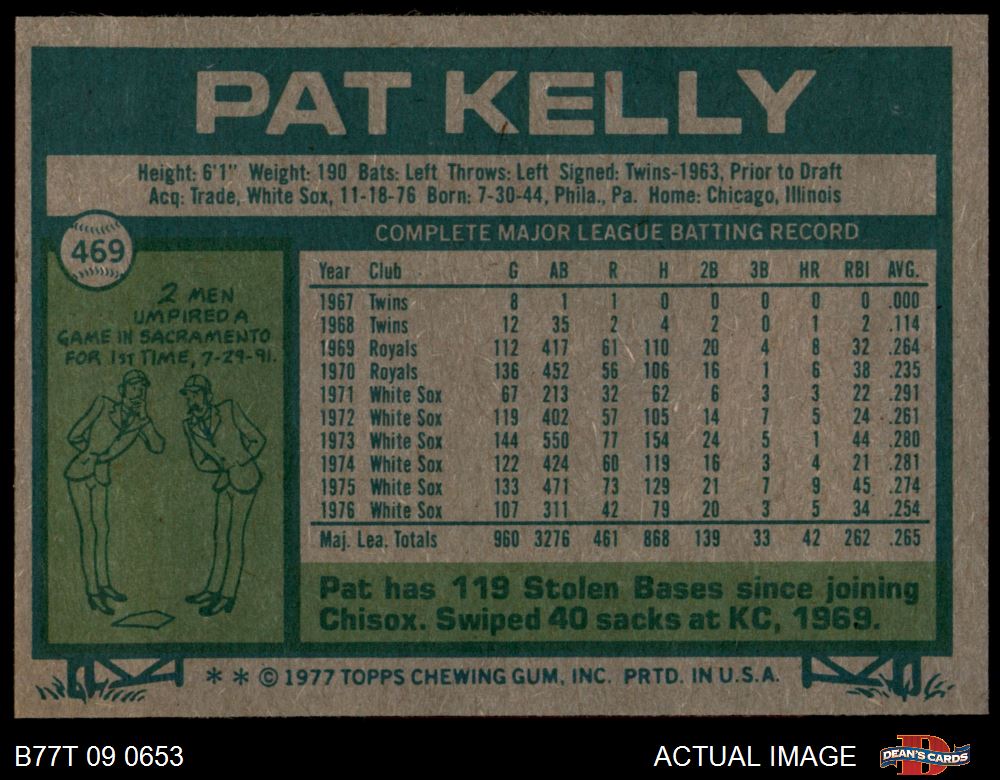 PAT KELLY
Height: 6'1" Weight: 190 Bats: Left Throws: Left Signed: Twins-1963, Prior to Draft
Acq: Trade, White Sox, 11-18-76 Born: 7-30-44, Phila., Pa. Home: Chicago, Illinois
469
2 MEN
UMPIRED A
GAME IN SACRAMENTO
FOR 1ST TIME, 7-29-91.
COMPLETE MAJOR LEAGUE BATTING RECORD
Year Club G AB R H 2B 3B HR RBI AVG.
1967 Twins 8 1 1 0 0 0 0 0 .000
1968 Twins 12 35 2 4 2 0 1 2 .114
1969 Royals 112 417 61 110 20 4 8 32 .264
1970 Royals 136 452 56 106 16 1 6 38 .235
1971 White Sox 67 213 32 62 6 3 3 22 .291
1972 White Sox 119 402 57 105 14 7 5 24 .261
1973 White Sox 144 550 77 154 24 5 1 44 .280
1974 White Sox 122 424 60 119 16 3 4 21 .281
1975 White Sox 133 471 73 129 21 7 9 45 .274
1976 White Sox 107 311 42 79 20 3 5 34 .254
Maj. Lea. Totals 960 3276 461 868 139 33 42 262 .265
Pat has 119 Stolen Bases since joining
Chisox. Swiped 40 sacks at KC, 1969.
* * © 1977 TOPPS CHEWING GUM, INC. PRTD. IN U.S.A.
B77T 09 0653
ACTUAL IMAGE
D
DEAN'S CARDS